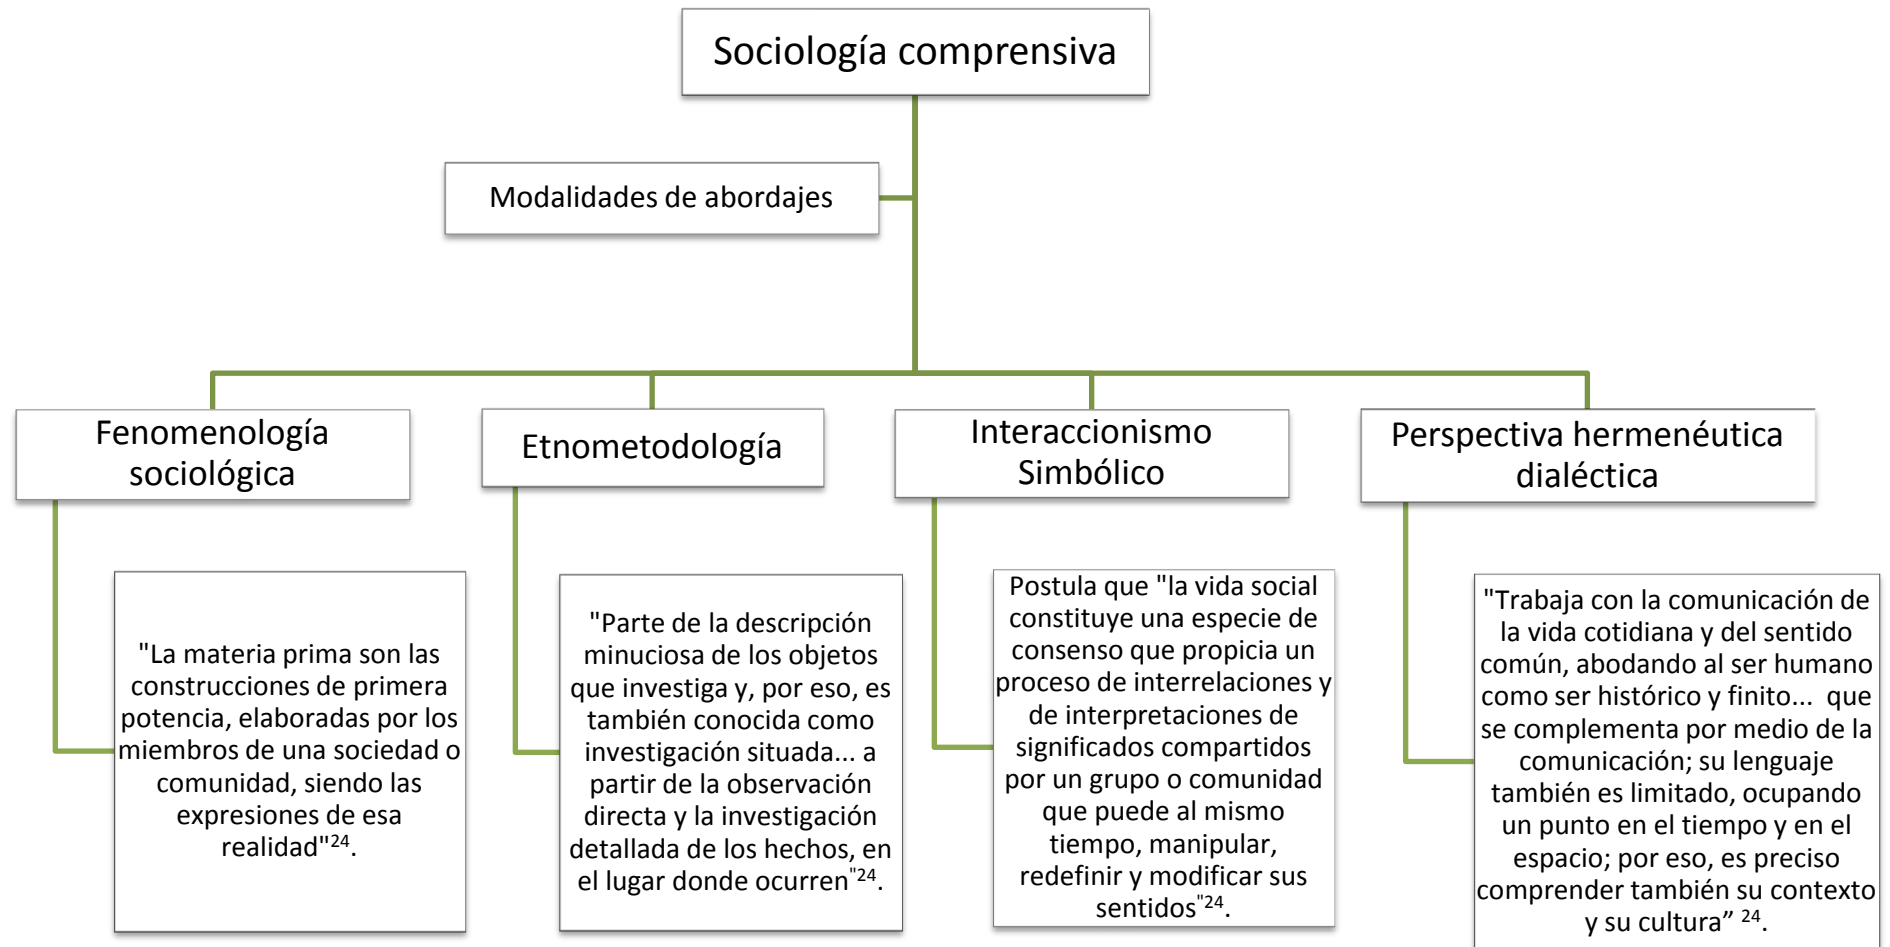 Sociología comprensiva
Modalidades de abordajes
Fenomenología
sociológica
Etnometodología
Interaccionismo
Simbólico
Perspectiva hermenéutica
dialéctica
"La materia prima son las
construcciones de primera
potencia, elaboradas por los
miembros de una sociedad o
comunidad, siendo las
expresiones de esa
realidad"24.
"Parte de la descripción
minuciosa de los objetos
que investiga y, por eso, es
también conocida como
investigación situada... a
partir de la observación
directa y la investigación
detallada de los hechos, en
el lugar donde ocurren"24.
Postula que "la vida social
constituye una especie de
consenso que propicia un
proceso de interrelaciones y
de interpretaciones de
significados compartidos
por un grupo o comunidad
que puede al mismo
tiempo, manipular,
redefinir y modificar sus
sentidos"24.
"Trabaja con la comunicación de
la vida cotidiana y del sentido
común, abodando al ser humano
como ser histórico y finito... que
se complementa por medio de la
comunicación; su lenguaje
también es limitado, ocupando
un punto en el tiempo y en el
espacio; por eso, es preciso
comprender también su contexto
y su cultura” 24.